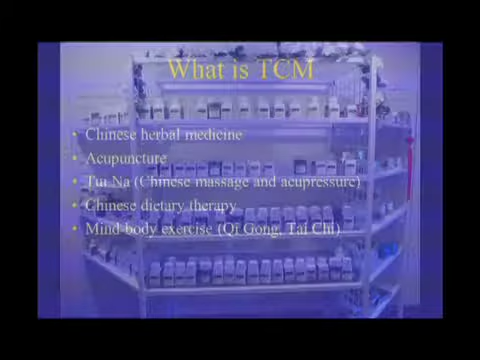 What is TCM
• Chinese herbal medicine
• Acupuncture
• Tui Na (Chinese massage and acupressure)
• Chinese dietary therapy
• Mind-body exercise (Qi Gong, Tai Chi)